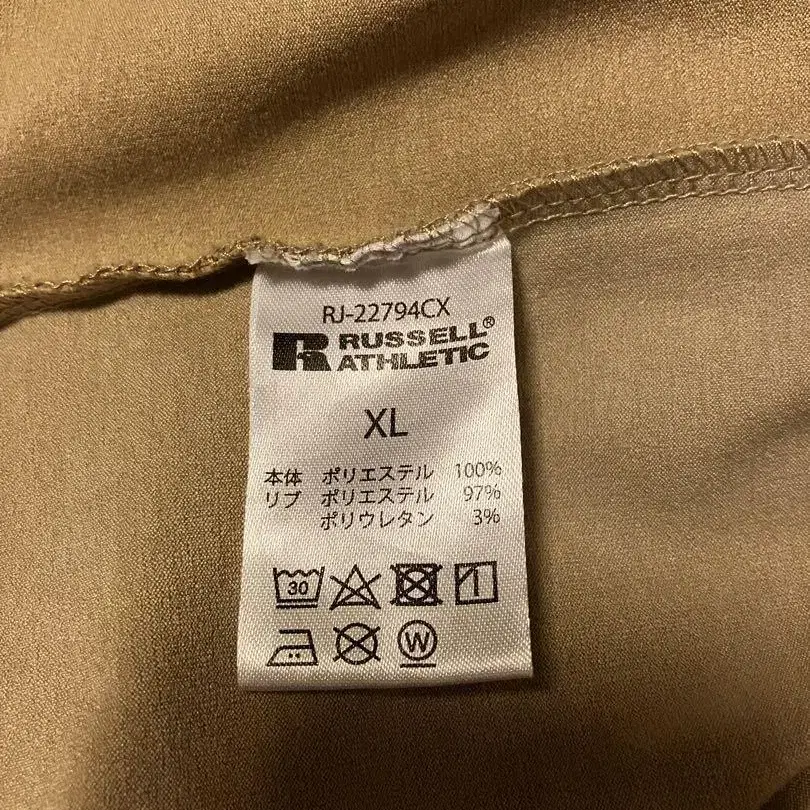 RJ-22794CX
RUSSELL®
ATHLETIC
XL
本体 ポリエステル 100%
リブ ポリエステル 97%
ポリウレタン 3%
30
W